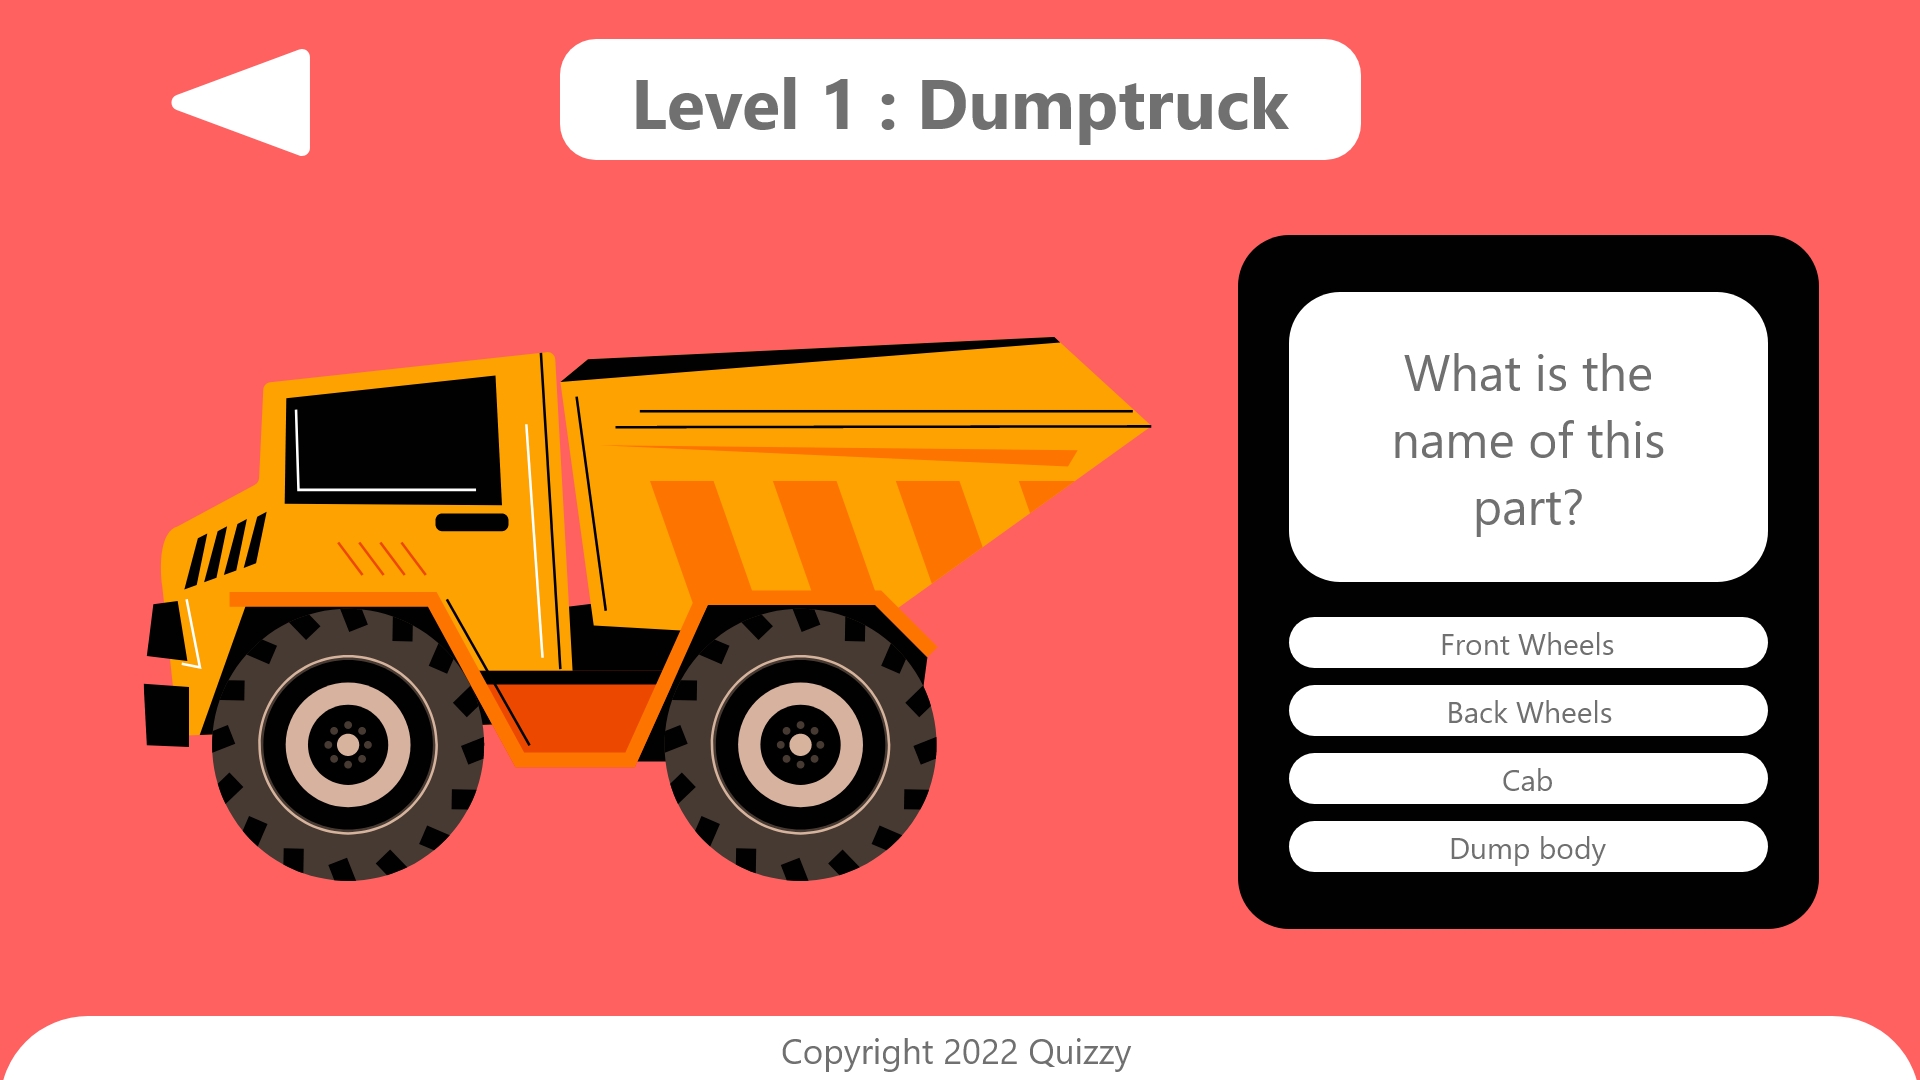 Level 1 : Dumptruck
What is the
name of this
part?
Front Wheels
Back Wheels
Cab
Dump body
Copyright 2022 Quizzy